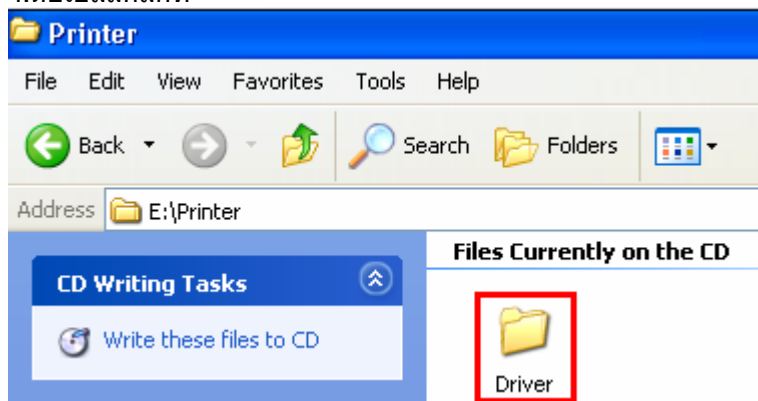 Printer
File Edit View Favorites Tools Help
Back Search Folders
Address E:\Printer
Files Currently on the CD
CD Writing Tasks
Write these files to CD
Driver